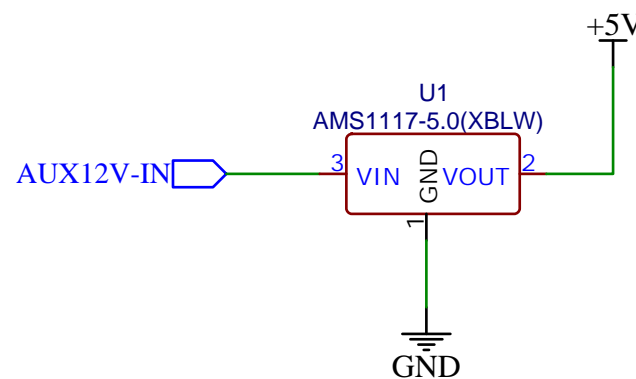 +5V
U1
AMS1117-5.0(XBLW)
AUX12V-IN
3
VIN
GND
VOUT
2
1
GND